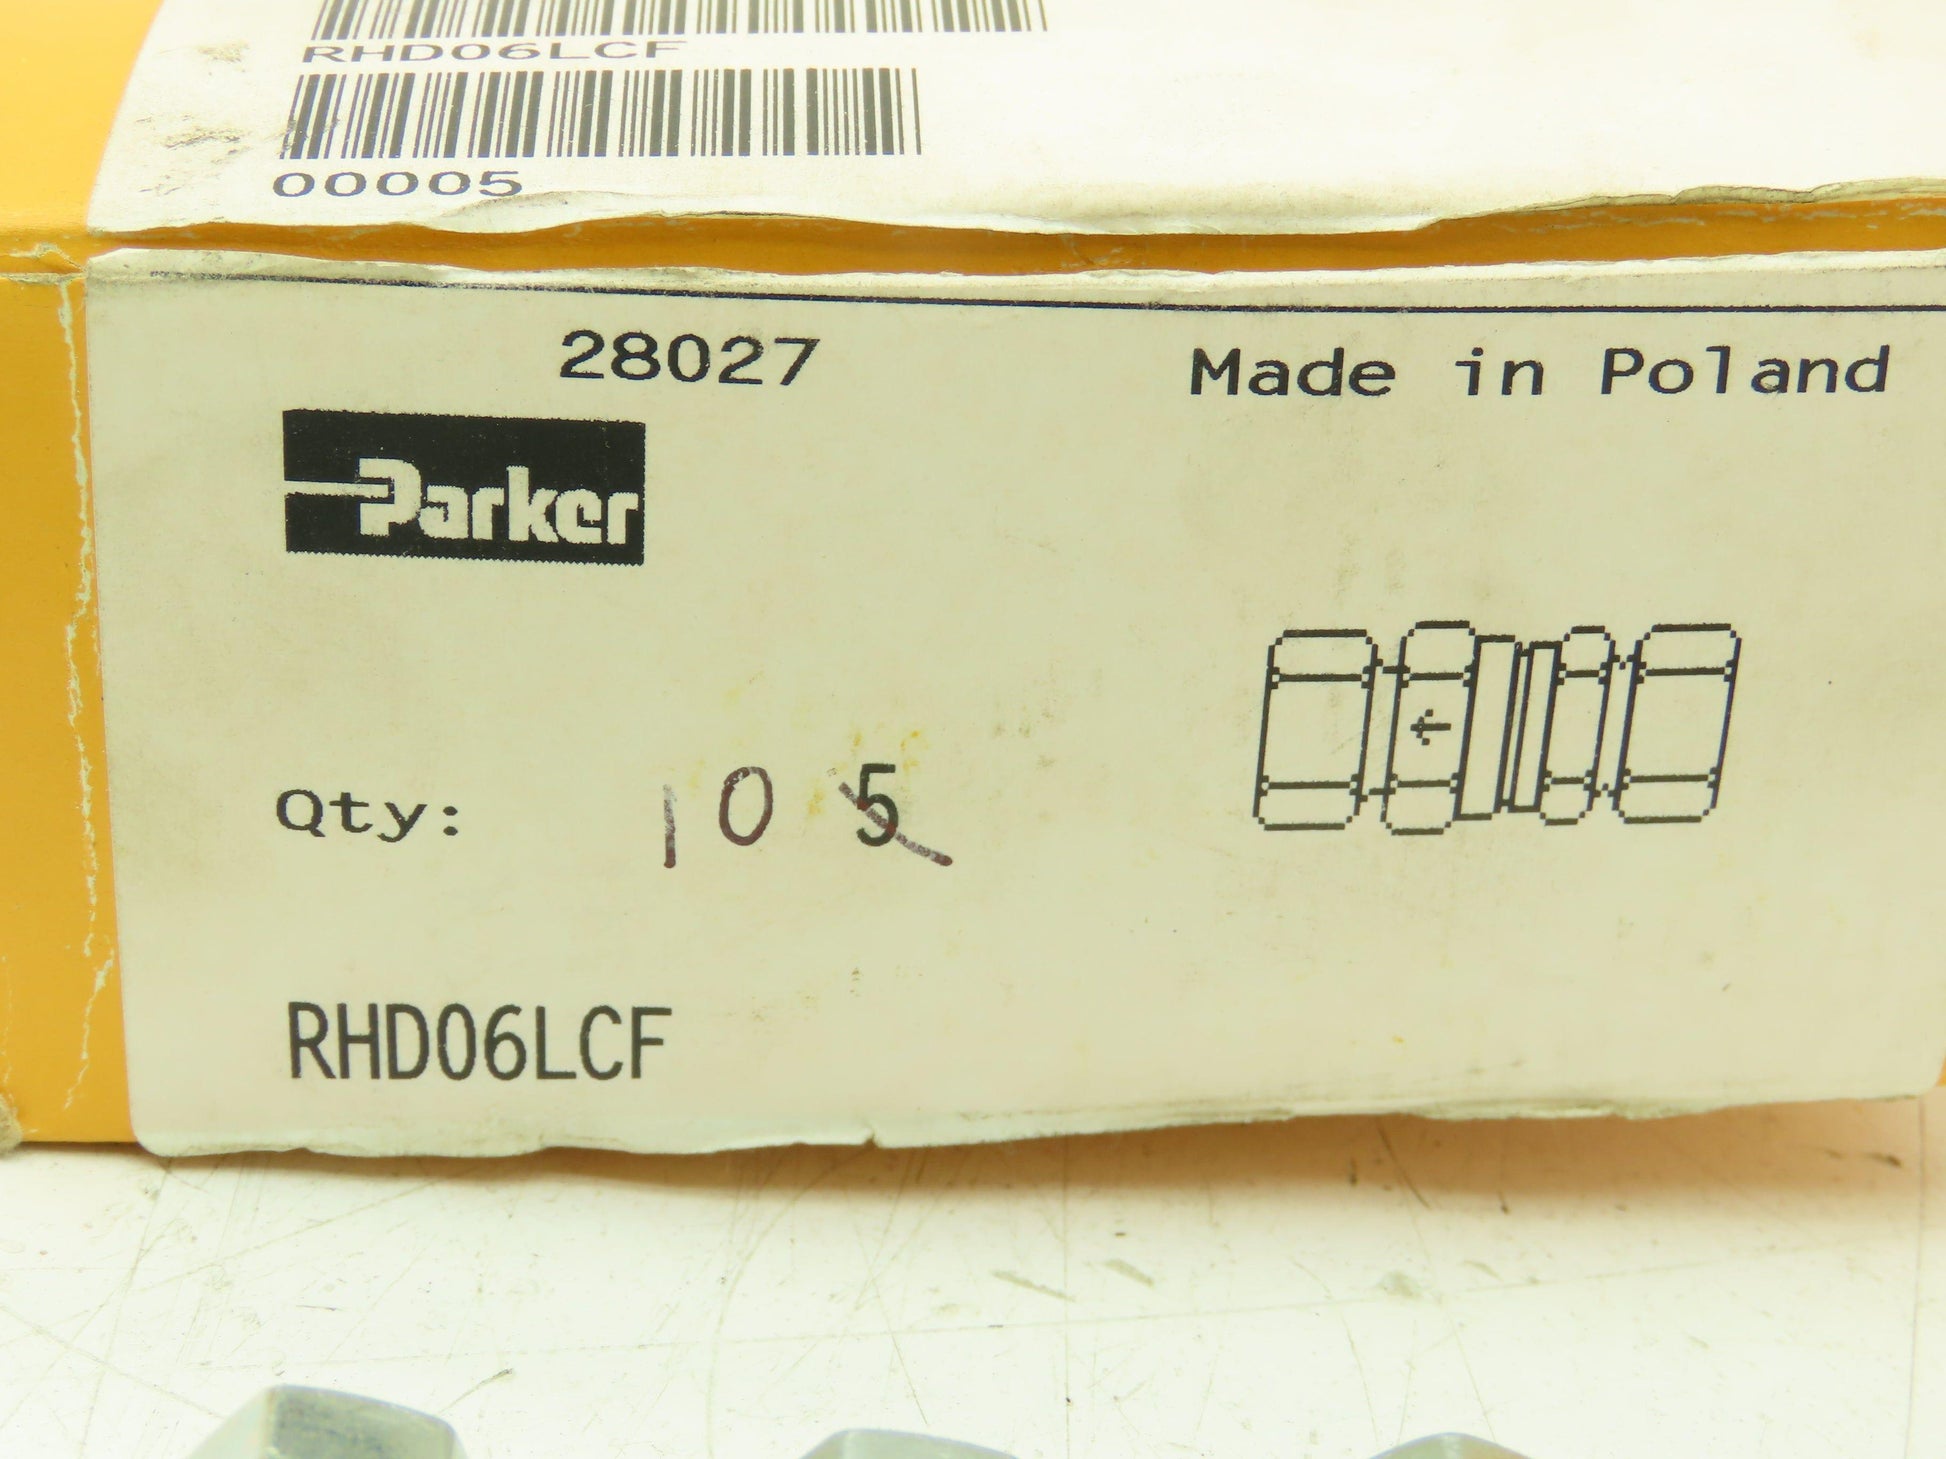 RHD06LCF
00005
28027 Made in Poland
Parker
Qty: 10 5
RHD06LCF